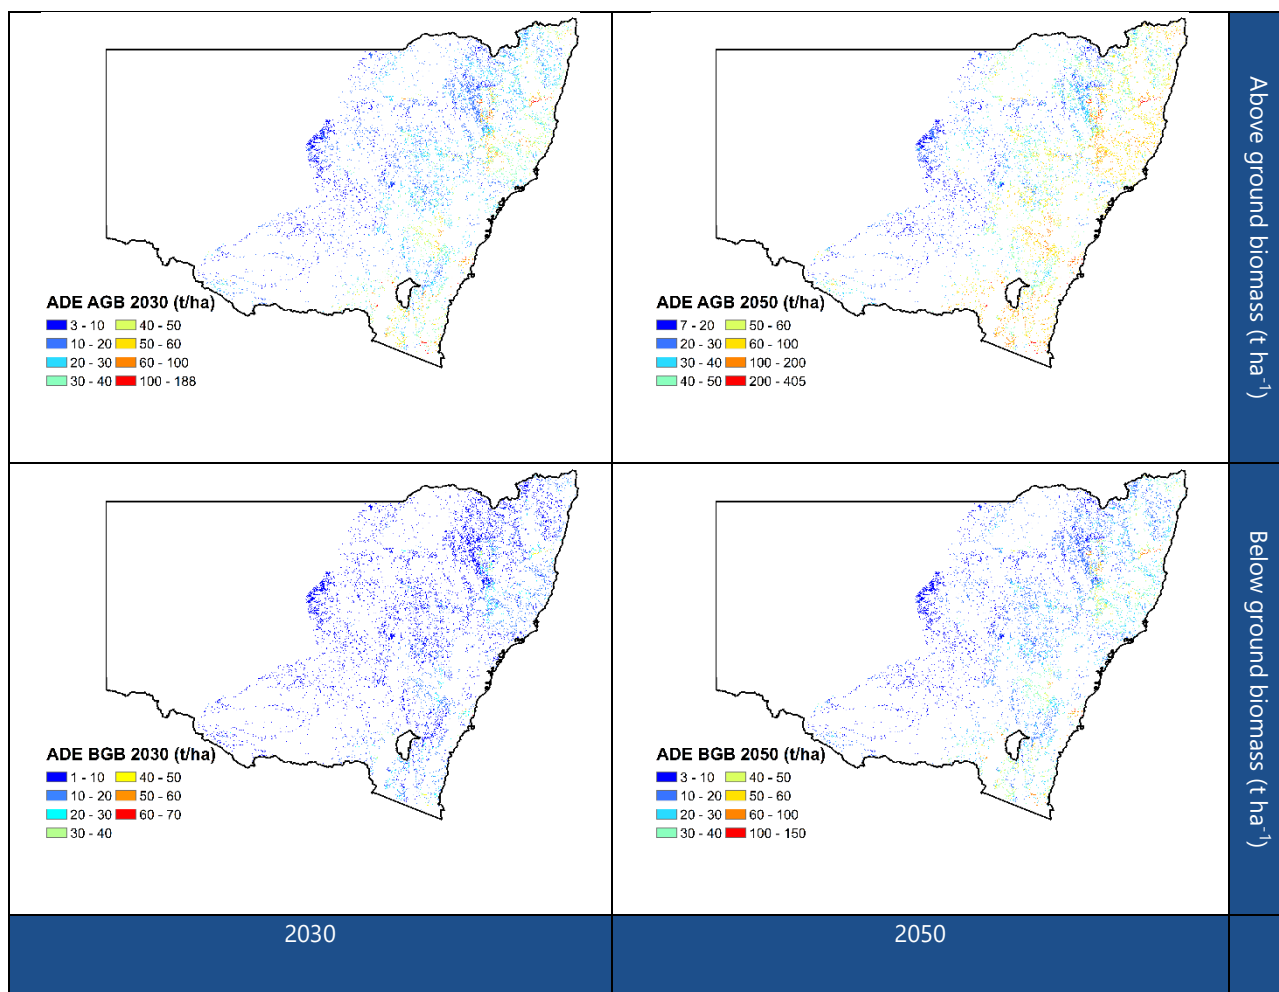 ADE AGB 2030 (t/ha)
3 - 10 40 - 50
10 - 20 50 - 60
20 - 30 60 - 100
30 - 40 100 - 188
ADE AGB 2050 (t/ha)
7 - 20 50 - 60
20 - 30 60 - 100
30 - 40 100 - 200
40 - 50 200 - 405
Above ground biomass (t ha⁻¹)
ADE BGB 2030 (t/ha)
1 - 10 40 - 50
10 - 20 50 - 60
20 - 30 60 - 70
30 - 40
ADE BGB 2050 (t/ha)
3 - 10 40 - 50
10 - 20 50 - 60
20 - 30 60 - 100
30 - 40 100 - 150
Below ground biomass (t ha⁻¹)
2030
2050